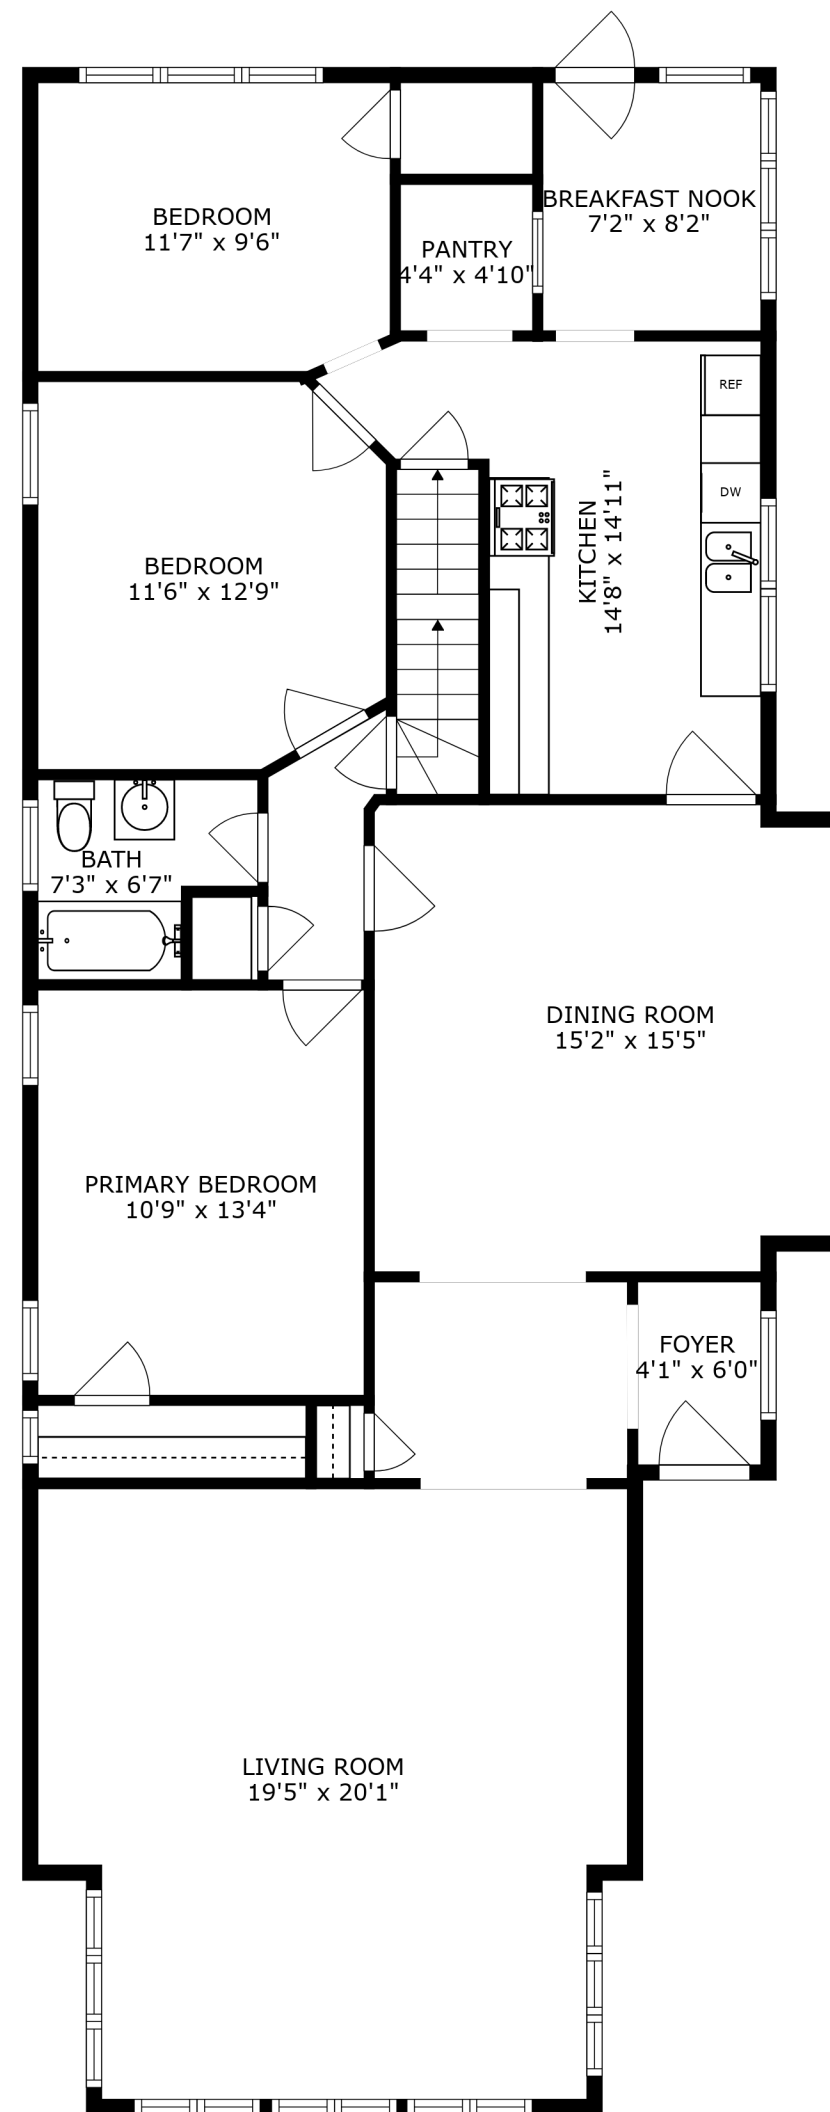 BEDROOM
11'7" x 9'6"
BREAKFAST NOOK
7'2" x 8'2"
PANTRY
4'4" x 4'10"
REF
DW
KITCHEN
14'8" x 14'11"
BEDROOM
11'6" x 12'9"
BATH
7'3" x 6'7"
DINING ROOM
15'2" x 15'5"
PRIMARY BEDROOM
10'9" x 13'4"
FOYER
4'1" x 6'0"
LIVING ROOM
19'5" x 20'1"